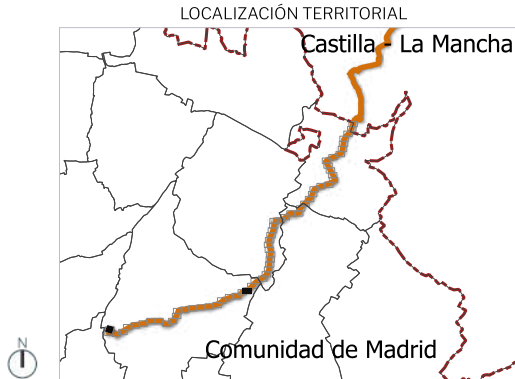 LOCALIZACIÓN TERRITORIAL
Castilla - La Mancha
Comunidad de Madrid
N